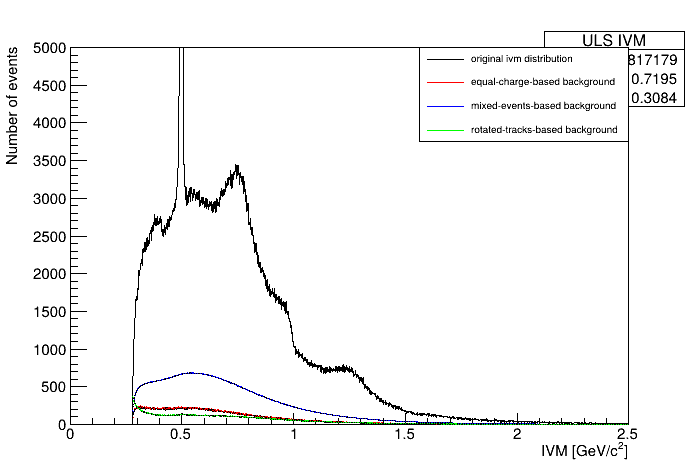 ULS IVM
817179
0.7195
0.3084
original ivm distribution
equal-charge-based background
mixed-events-based background
rotated-tracks-based background
Number of events
5000
4500
4000
3500
3000
2500
2000
1500
1000
500
0
0 0.5 1 1.5 2 2.5
IVM [GeV/c²]